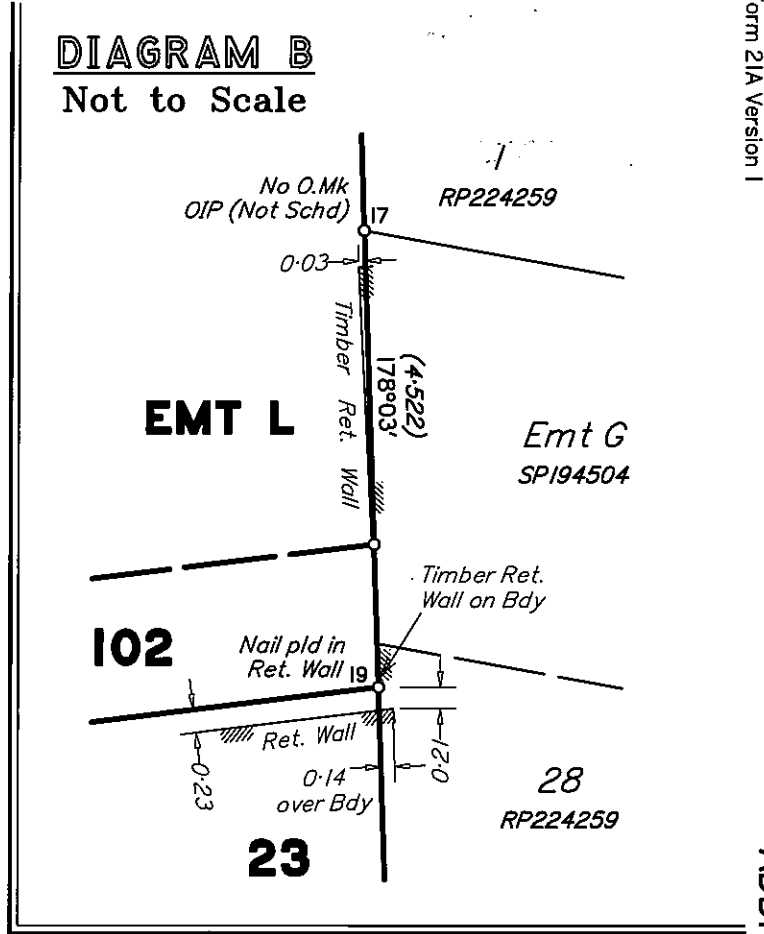 DIAGRAM B
Not to Scale
Form 21A Version 1
1
RP224259
No O.Mk
OIP (Not Schd)
17
0·03
Timber Ret. Wall
(4·522)
178°03'
EMT L
Emt G
SP194504
Timber Ret.
Wall on Bdy
102
Nail pld in
Ret. Wall
19
Ret. Wall
0·23
0·14
over Bdy
0·21
28
RP224259
23